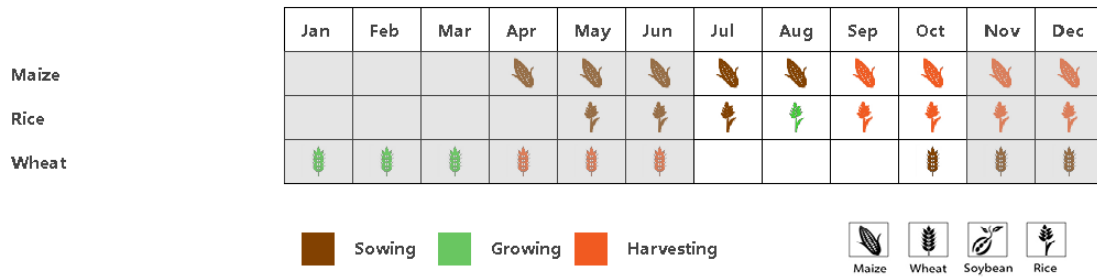 Jan Feb Mar Apr May Jun Jul Aug Sep Oct Nov Dec
Maize
Rice
Wheat
Sowing Growing Harvesting
Maize Wheat Soybean Rice